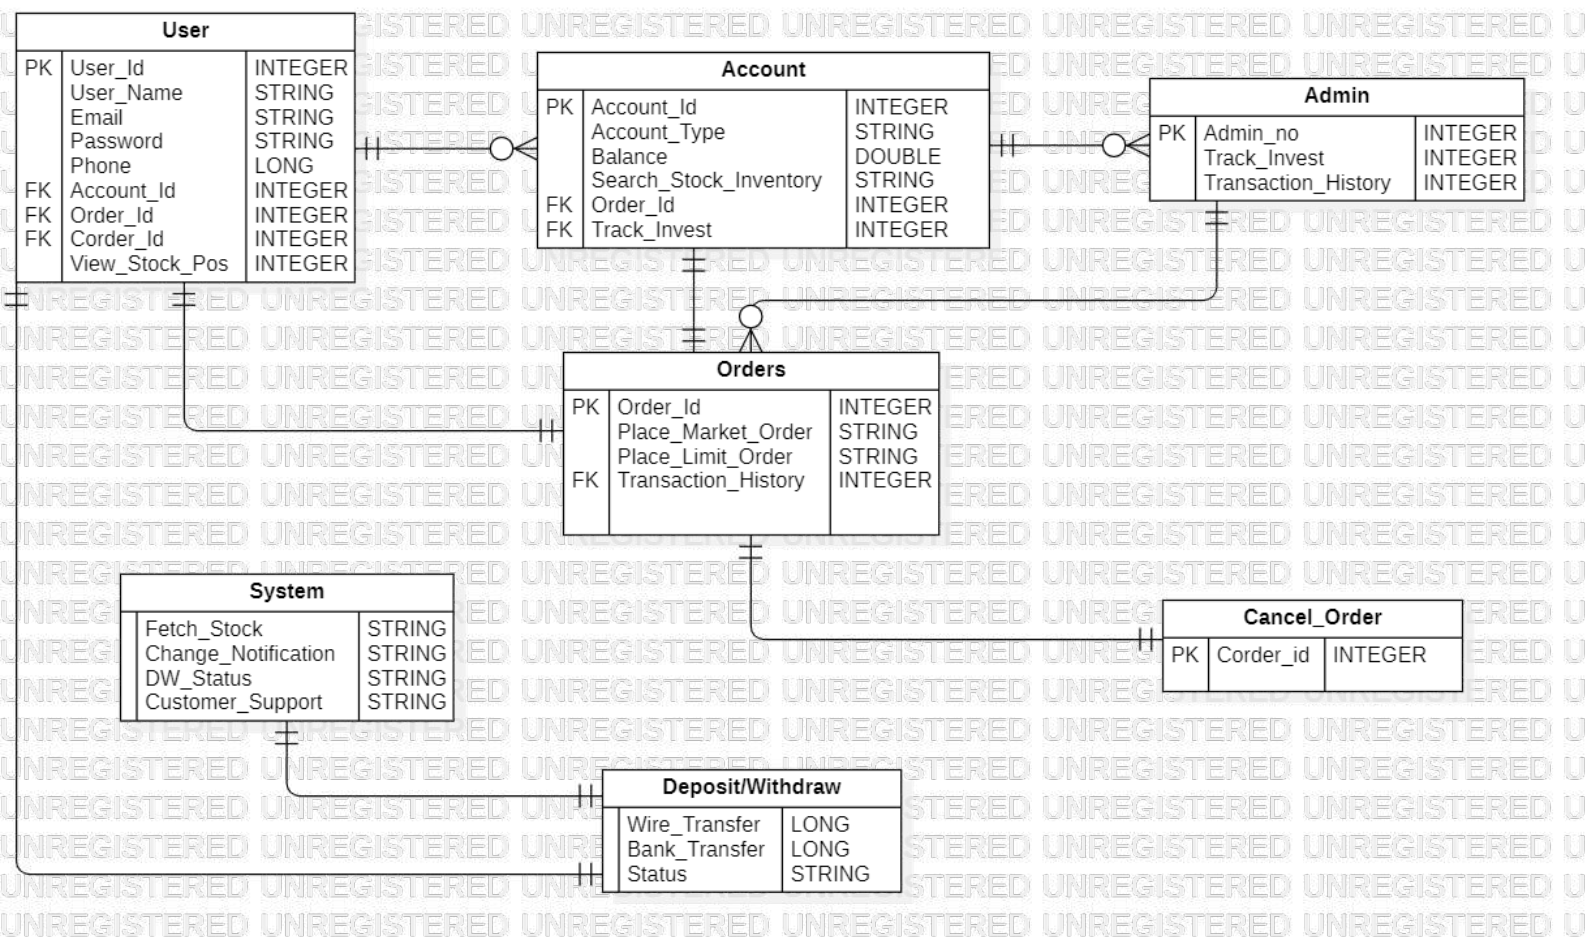 User
PK User_Id INTEGER
User_Name STRING
Email STRING
Password STRING
Phone LONG
FK Account_Id INTEGER
FK Order_Id INTEGER
FK Corder_Id INTEGER
View_Stock_Pos INTEGER
Account
PK Account_Id INTEGER
Account_Type STRING
Balance DOUBLE
Search_Stock_Inventory STRING
FK Order_Id INTEGER
FK Track_Invest INTEGER
Admin
PK Admin_no INTEGER
Track_Invest INTEGER
Transaction_History INTEGER
Orders
PK Order_Id INTEGER
Place_Market_Order STRING
Place_Limit_Order STRING
FK Transaction_History INTEGER
System
Fetch_Stock STRING
Change_Notification STRING
DW_Status STRING
Customer_Support STRING
Cancel_Order
PK Corder_id INTEGER
Deposit/Withdraw
Wire_Transfer LONG
Bank_Transfer LONG
Status STRING
UNREGISTERED